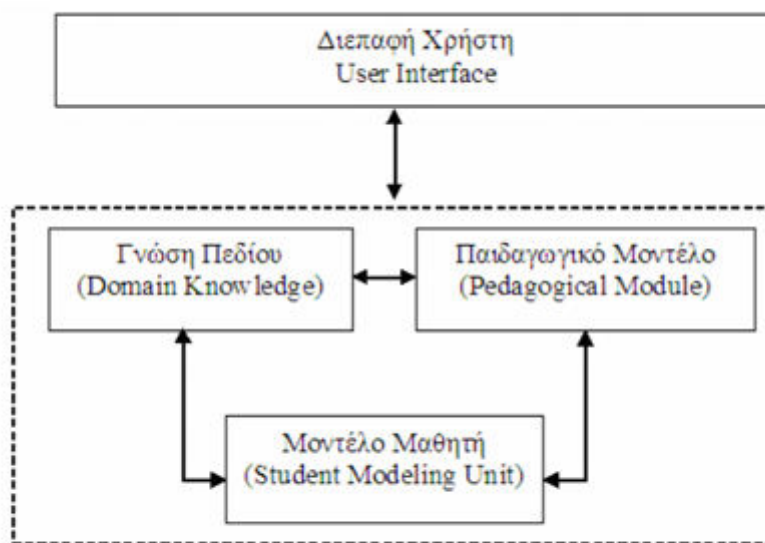 Διεπαφή Χρήστη
User Interface
Γνώση Πεδίου
(Domain Knowledge)
Παιδαγωγικό Μοντέλο
(Pedagogical Module)
Μοντέλο Μαθητή
(Student Modeling Unit)